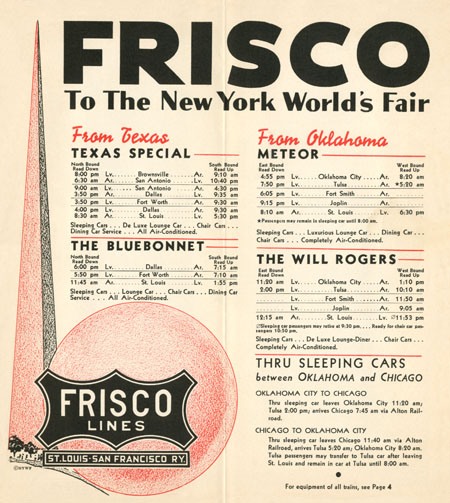 FRISCO
To The New York World's Fair
From Texas
TEXAS SPECIAL
North Bound Read Down South Bound Read Up
8:00 pm Lv. Brownsville Ar. 9:10 am
6:30 am Ar. San Antonio Lv. 10:40 pm
9:00 am Lv. San Antonio Ar. 4:30 pm
3:50 pm Ar. Dallas Lv. 9:35 am
3:50 pm Lv. Fort Worth Ar. 9:30 am
4:00 pm Lv. Dallas Ar. 9:30 am
8:30 am Ar. St. Louis Lv. 5:30 pm
Sleeping Cars . . De Luxe Lounge Car . . Chair Cars . . .
Dining Car Service . . . All Air-Conditioned.
THE BLUEBONNET
North Bound Read Down South Bound Read Up
6:00 pm Lv. Dallas Ar. 7:15 am
5:50 pm Lv. Fort Worth Ar. 7:10 am
11:45 am Ar. St. Louis Lv. 1:55 pm
Sleeping Cars . . . Lounge Car . . . Chair Cars . . . Dining Car
Service . . . All Air-Conditioned.
FRISCO
LINES
ST. LOUIS-SAN FRANCISCO RY.
©NYWF
From Oklahoma
METEOR
East Bound Read Down West Bound Read Up
4:55 pm Lv. Oklahoma City Ar. 8:20 am
7:50 pm Lv. Tulsa Ar. *5:20 am
6:05 pm Lv. Fort Smith Ar.
9:15 pm Lv. Joplin Ar.
8:10 am Ar. St. Louis Lv. 6:30 pm
*Passengers may remain in sleeping car until 8:00 am.
Sleeping Cars . . . Luxurious Lounge Car . . . Dining Car . . .
Chair Cars . . . Completely Air-Conditioned.
THE WILL ROGERS
East Bound Read Down West Bound Read Up
11:20 am Lv. Oklahoma City Ar. 1:10 pm
2:00 pm Lv. Tulsa Ar. 10:10 am
Lv. Fort Smith Ar. 11:50 am
Lv. Joplin Ar. 9:05 am
12:15 am Ar. St. Louis Lv. 11:53 pm
Sleeping car passengers may retire at 9:30 pm, . . . Ready for chair car pas-
sengers 10:50 pm.
Sleeping Cars . . . De Luxe Lounge-Diner . . . Chair Cars . . .
Completely Air-Conditioned.
THRU SLEEPING CARS
between OKLAHOMA and CHICAGO
OKLAHOMA CITY TO CHICAGO
Thru sleeping car leaves Oklahoma City 11:20 am;
Tulsa 2:00 pm; arrives Chicago 7:45 am via Alton Rail-
road.
CHICAGO TO OKLAHOMA CITY
Thru sleeping car leaves Chicago 11:40 am via Alton
Railroad, arrives Tulsa 5:20 am; Oklahoma City 8:20 am.
Tulsa passengers may transfer to Tulsa car after leaving
St. Louis and remain in car at Tulsa until 8:00 am.
For equipment of all trains, see Page 4